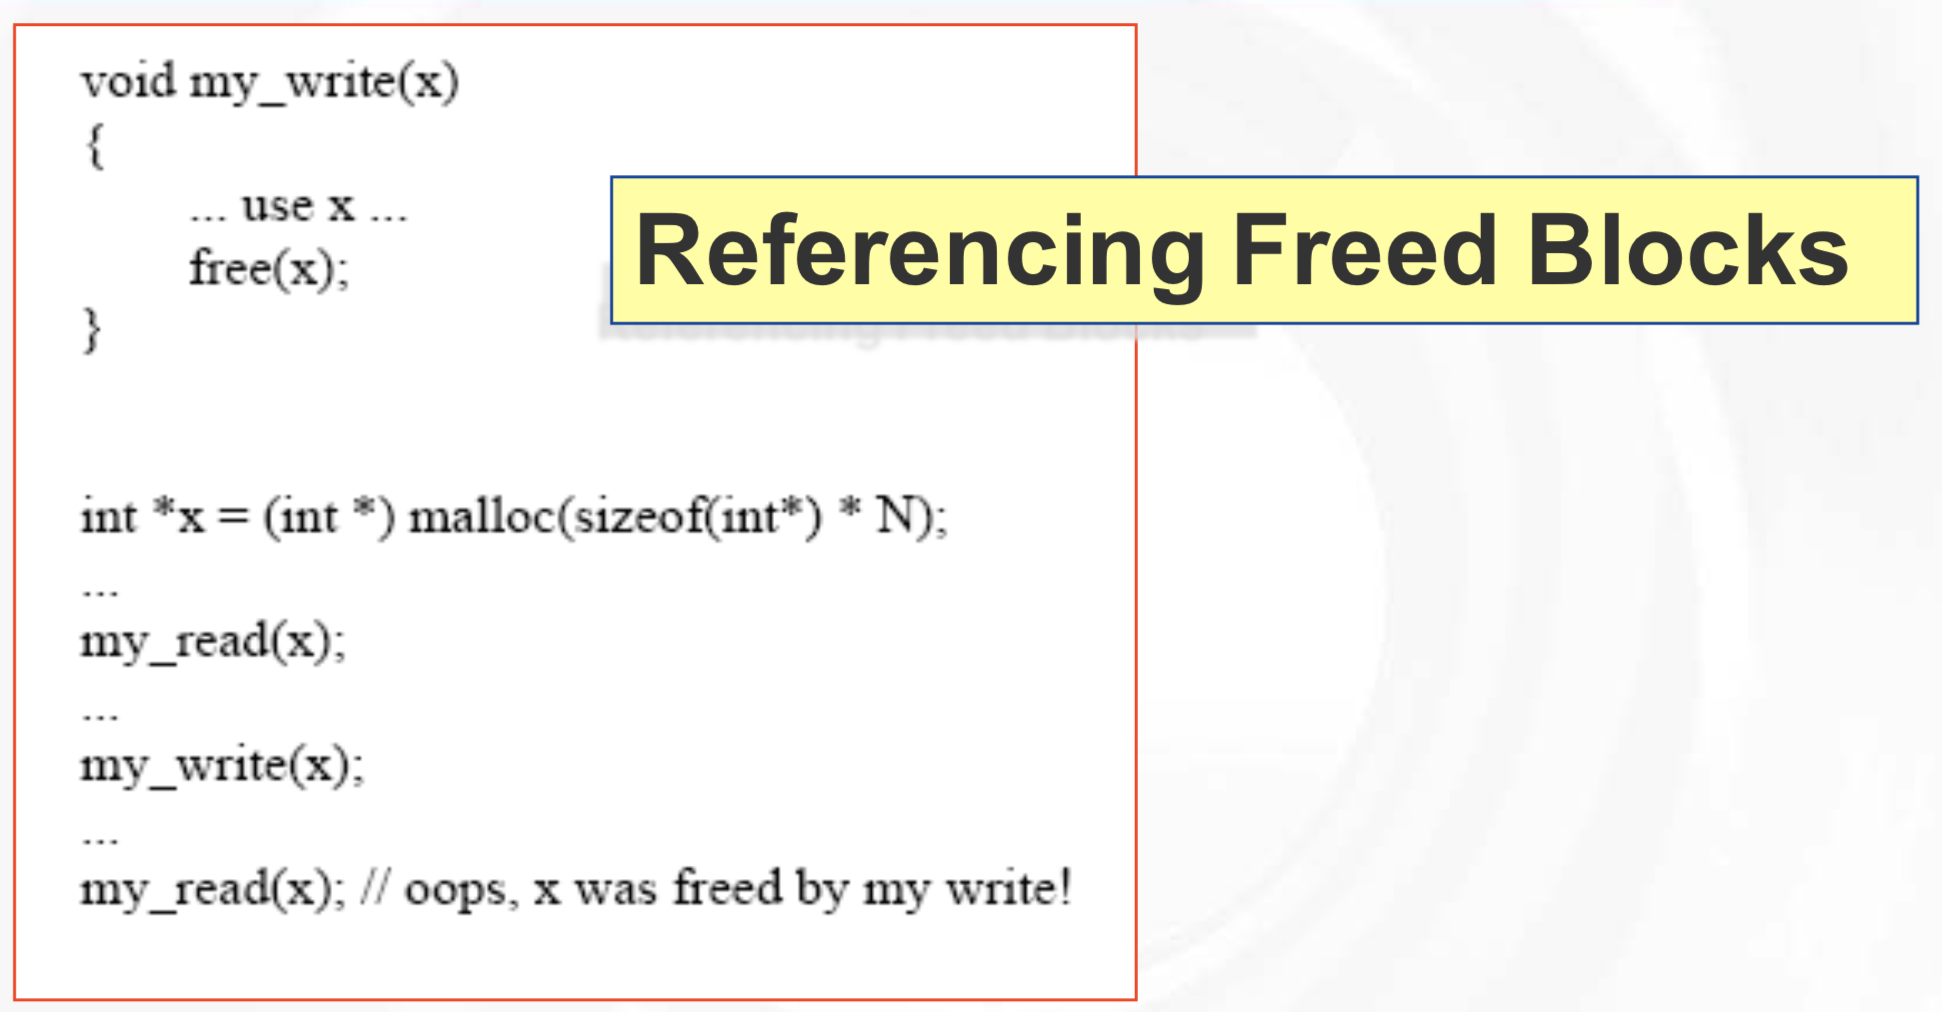 void my_write(x)
{
... use x ...
free(x);
}
Referencing Freed Blocks
int *x = (int *) malloc(sizeof(int*) * N);
...
my_read(x);
...
my_write(x);
...
my_read(x); // oops, x was freed by my write!